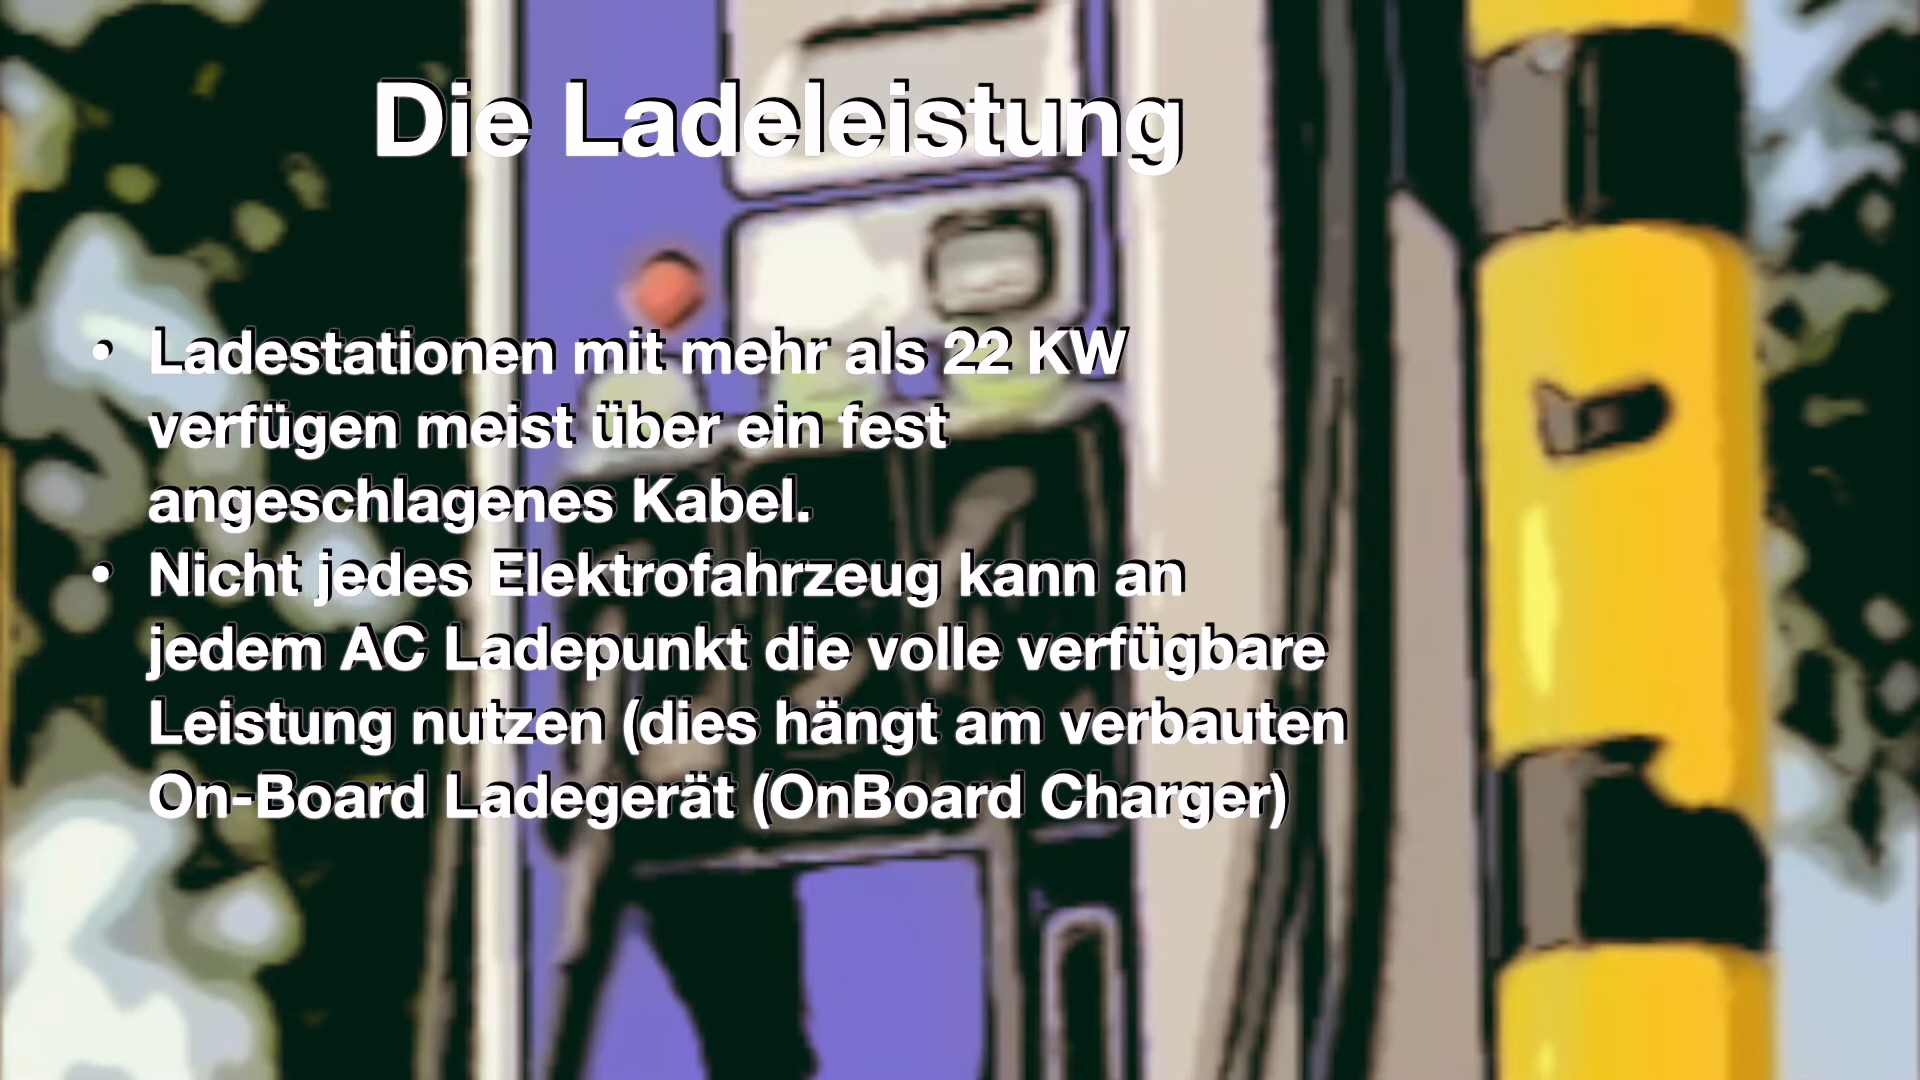 Die Ladeleistung
• Ladestationen mit mehr als 22 KW
verfügen meist über ein fest
angeschlagenes Kabel.
• Nicht jedes Elektrofahrzeug kann an
jedem AC Ladepunkt die volle verfügbare
Leistung nutzen (dies hängt am verbauten
On-Board Ladegerät (OnBoard Charger)